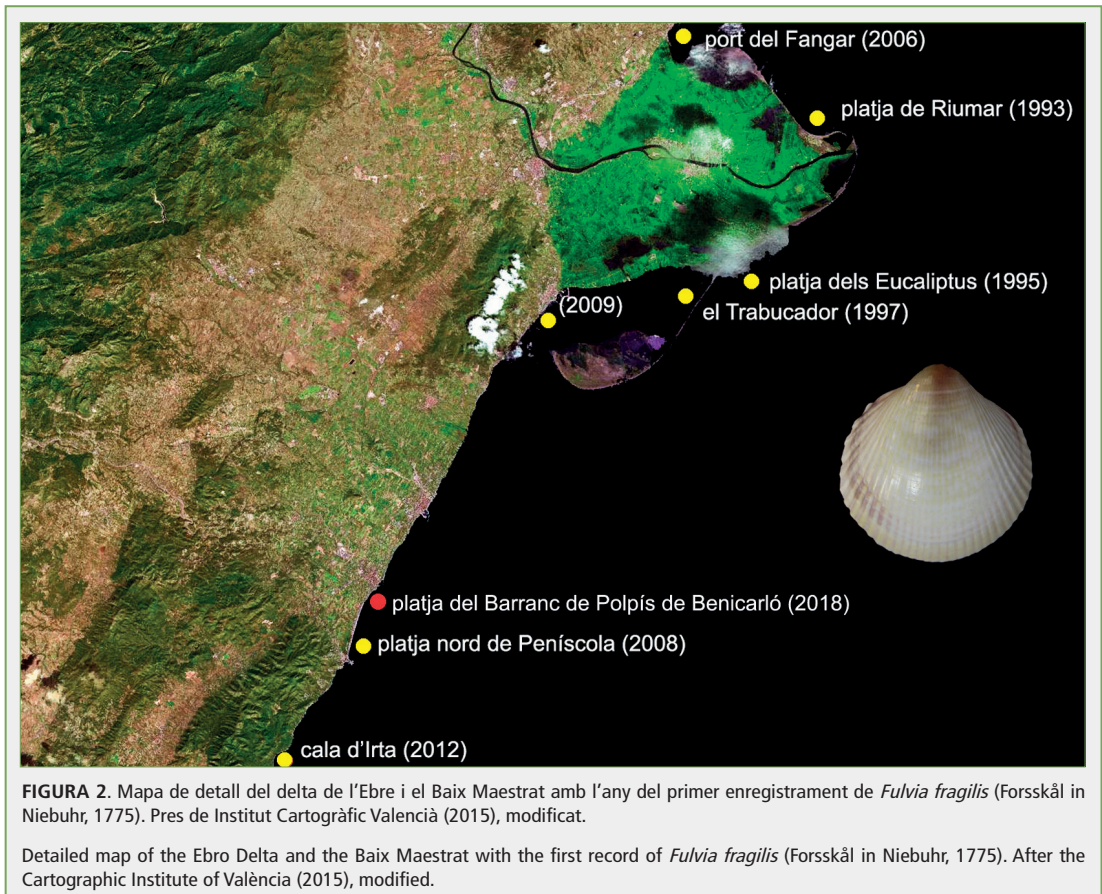 port del Fangar (2006)
platja de Riumar (1993)
platja dels Eucaliptus (1995)
(2009)
el Trabucador (1997)
platja del Barranc de Polpís de Benicarló (2018)
platja nord de Peníscola (2008)
cala d'Irta (2012)
FIGURA 2. Mapa de detall del delta de l'Ebre i el Baix Maestrat amb l'any del primer enregistrament de Fulvia fragilis (Forsskål in
Niebuhr, 1775). Pres de Institut Cartogràfic Valencià (2015), modificat.
Detailed map of the Ebro Delta and the Baix Maestrat with the first record of Fulvia fragilis (Forsskål in Niebuhr, 1775). After the
Cartographic Institute of València (2015), modified.